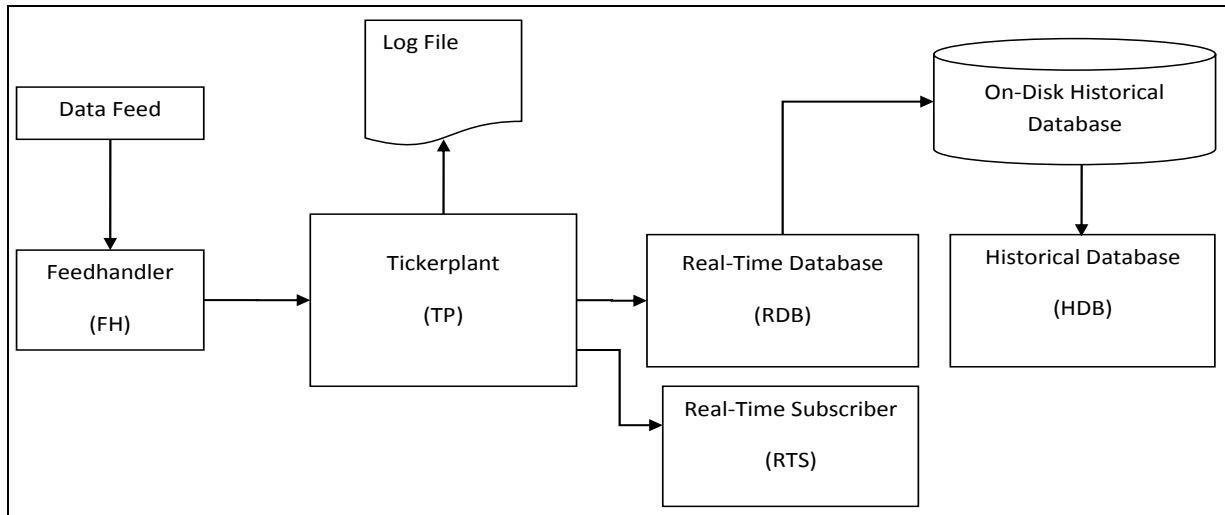 Log File
Data Feed
On-Disk Historical
Database
Feedhandler
(FH)
Tickerplant
(TP)
Real-Time Database
(RDB)
Historical Database
(HDB)
Real-Time Subscriber
(RTS)